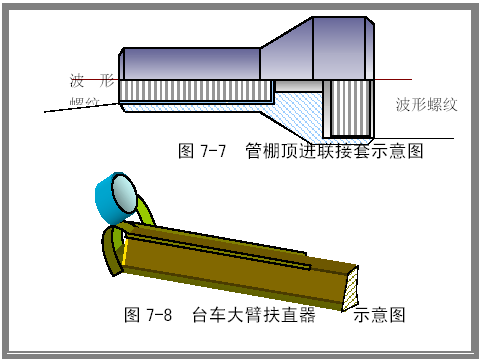 波 形
螺纹
波形螺纹
图 7-7 管棚顶进联接套示意图
图 7-8 台车大臂扶直器 示意图